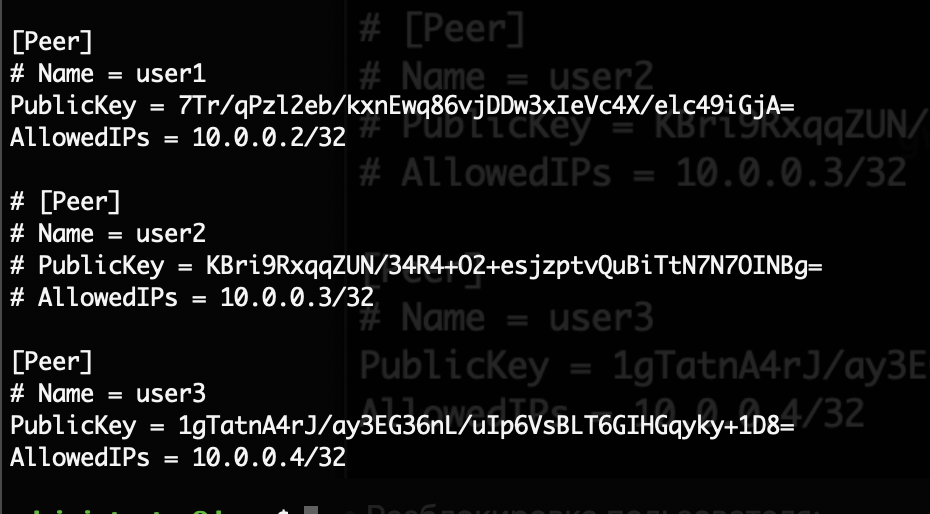 [Peer]
# Name = user1
PublicKey = 7Tr/qPzl2eb/kxnEwq86vjDDw3xIeVc4X/elc49iGjA=
AllowedIPs = 10.0.0.2/32
# [Peer]
# Name = user2
# PublicKey = KBri9RxqqZUN/34R4+O2+esjzptvQuBiTtN7N7OINBg=
# AllowedIPs = 10.0.0.3/32
[Peer]
# Name = user3
PublicKey = 1gTatnA4rJ/ay3EG36nL/uIp6VsBLT6GIHGqyky+1D8=
AllowedIPs = 10.0.0.4/32
# [Peer]
# Name = user2
# PublicKey = KBri9RxqqZUN/
# AllowedIPs = 10.0.0.3/32
[Peer]
# Name = user3
PublicKey = 1gTatnA4rJ/ay3E
AllowedIPs = 10.0.0.4/32